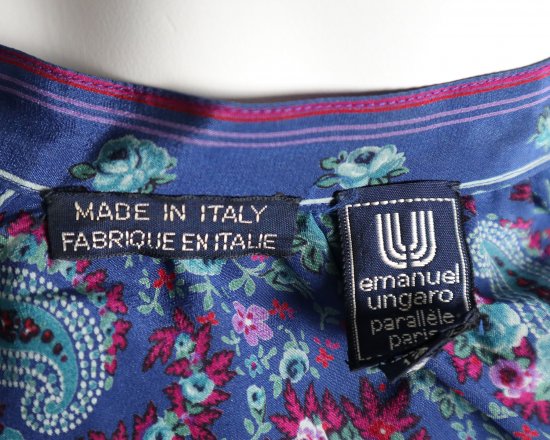 MADE IN ITALY
FABRIQUE EN ITALIE
emanuel
ungaro
parallèle
paris